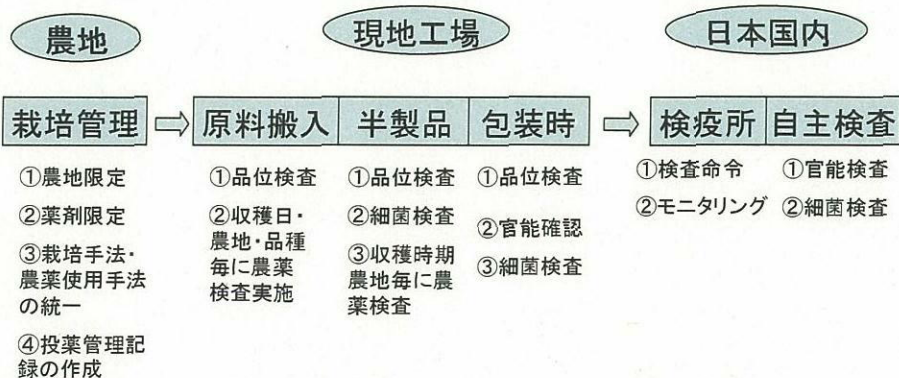 農地
現地工場
日本国内
栽培管理
⇨
原料搬入
半製品
包装時
⇨
検疫所
自主検査
①農地限定
②薬剤限定
③栽培手法・
農薬使用手法
の統一
④投薬管理記
録の作成
①品位検査
②収穫日・
農地・品種
毎に農薬
検査実施
①品位検査
②細菌検査
③収穫時期
農地毎に農
薬検査
①品位検査
②官能確認
③細菌検査
①検査命令
②モニタリング
①官能検査
②細菌検査